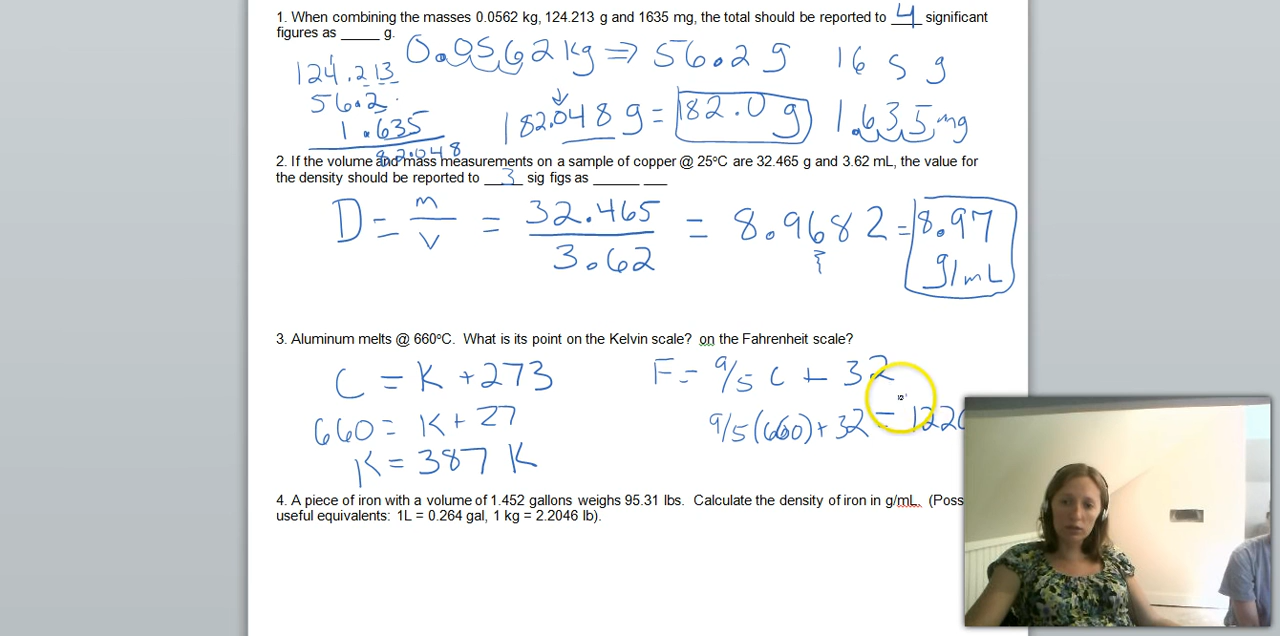 1. When combining the masses 0.0562 kg, 124.213 g and 1635 mg, the total should be reported to 4 significant
figures as _____ g.
0.0562 kg ⇒ 56.2 g 16 5 g
124.213
56.2
1.635
82.048
182.048 g = 182.0 g 1.635 mg
2. If the volume and mass measurements on a sample of copper @ 25°C are 32.465 g and 3.62 mL, the value for
the density should be reported to 3 sig figs as ______ ___
D = m/v = 32.465/3.62 = 8.9682 = 8.97 g/mL
3. Aluminum melts @ 660°C. What is its point on the Kelvin scale? on the Fahrenheit scale?
C = K + 273 F = 9/5 C + 32
660 = K + 27 9/5 (660) + 32 = 1220
K = 387 K
4. A piece of iron with a volume of 1.452 gallons weighs 95.31 lbs. Calculate the density of iron in g/mL. (Poss
useful equivalents: 1L = 0.264 gal, 1 kg = 2.2046 lb).